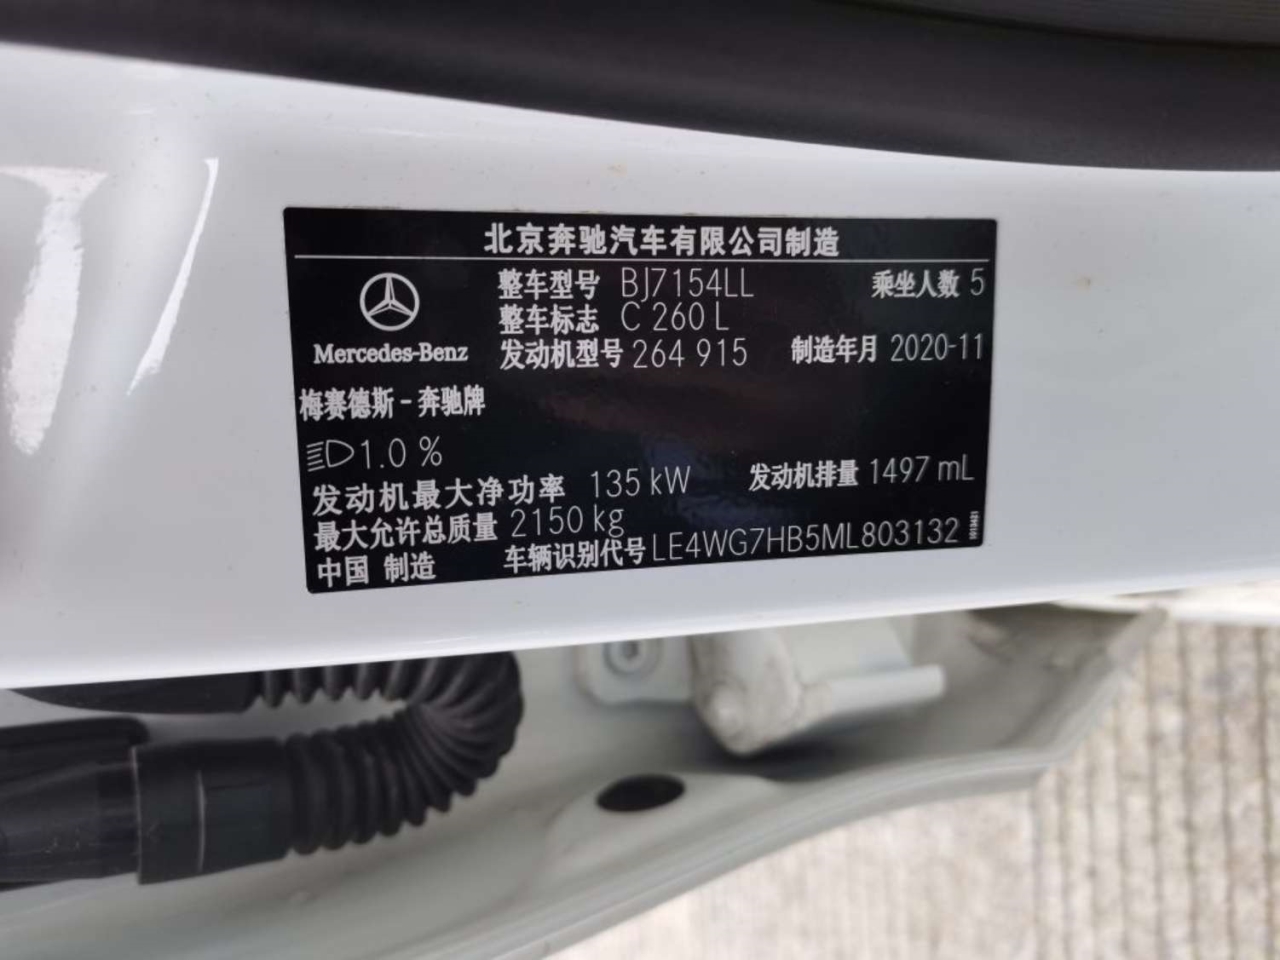 北京奔驰汽车有限公司制造
整车型号 BJ7154LL 乘坐人数 5
整车标志 C 260 L
Mercedes-Benz 发动机型号 264 915 制造年月 2020-11
梅赛德斯-奔驰牌
1.0 %
发动机最大净功率 135 kW 发动机排量 1497 mL
最大允许总质量 2150 kg
中国 制造 车辆识别代号 LE4WG7HB5ML803132